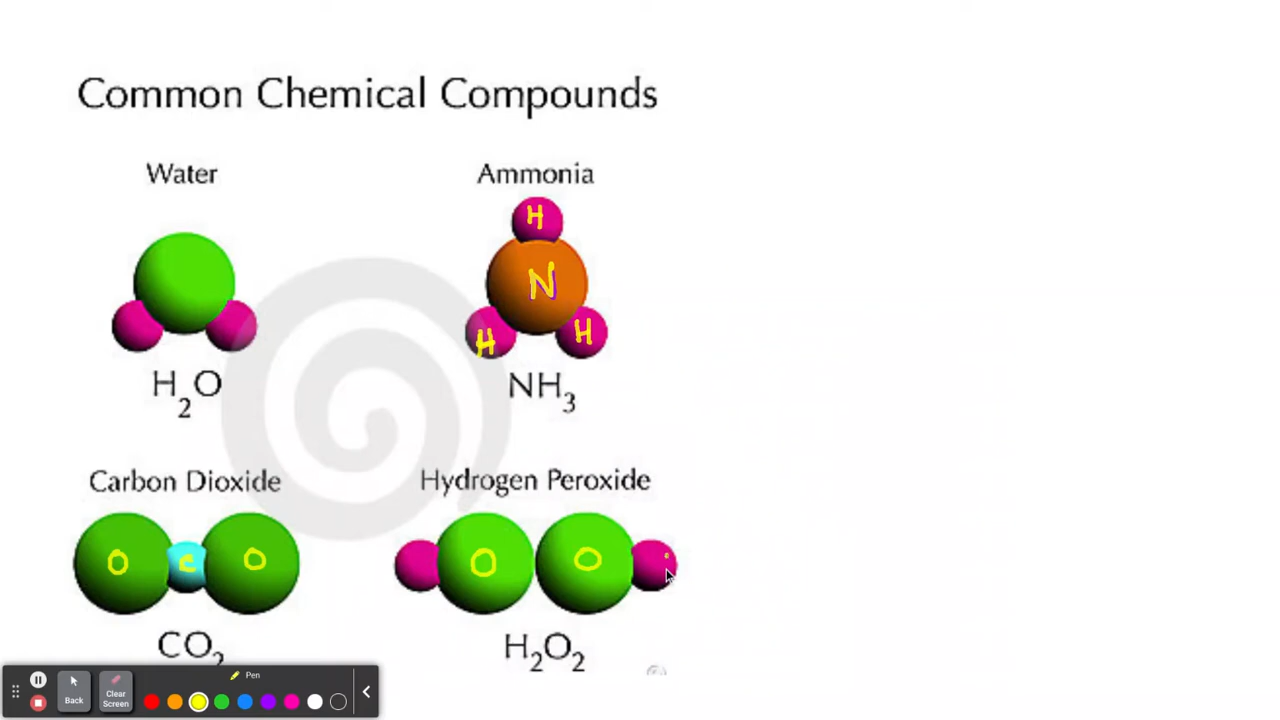 Common Chemical Compounds
Water
Ammonia
H
N
H
H
H2O
NH3
Carbon Dioxide
Hydrogen Peroxide
O
C
O
O
O
CO2
H2O2
Pen
Back
Clear
Screen